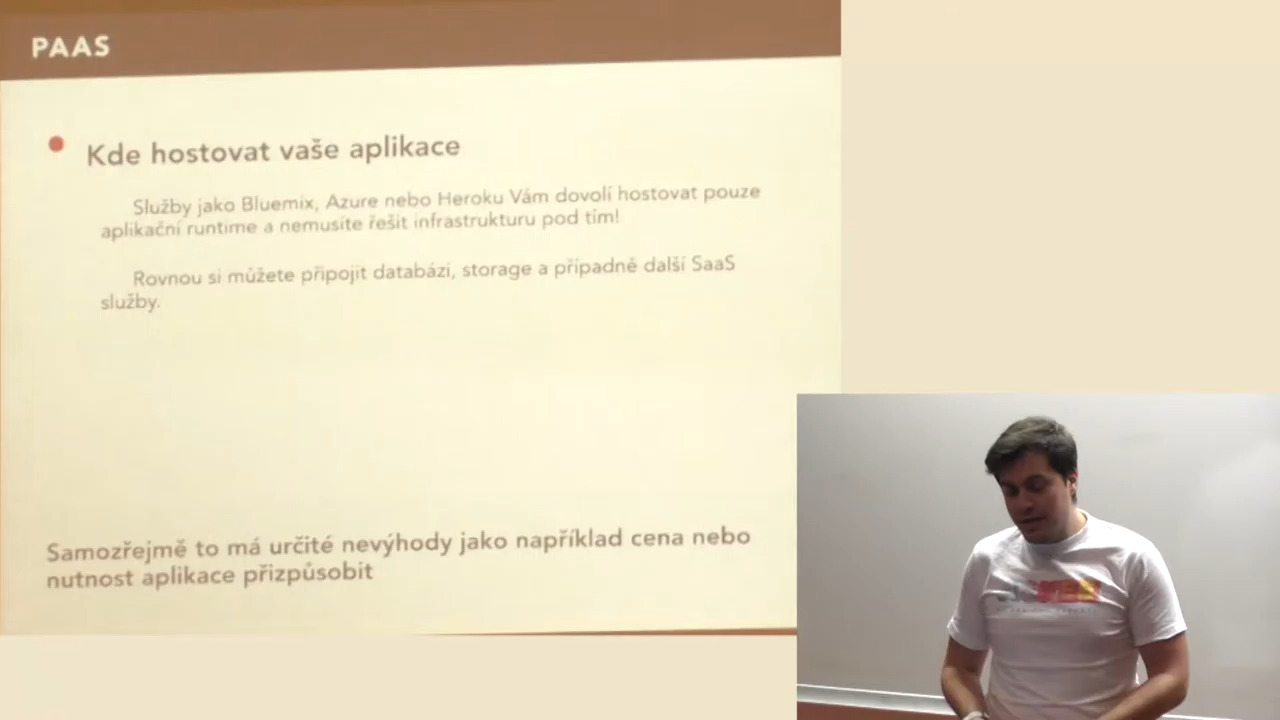 PAAS
Kde hostovat vaše aplikace
Služby jako Bluemix, Azure nebo Heroku Vám dovolí hostovat pouze
aplikační runtime a nemusíte řešit infrastrukturu pod tím!
Rovnou si můžete připojit databázi, storage a případně další SaaS
služby.
Samozřejmě to má určité nevýhody jako například cena nebo
nutnost aplikace přizpůsobit